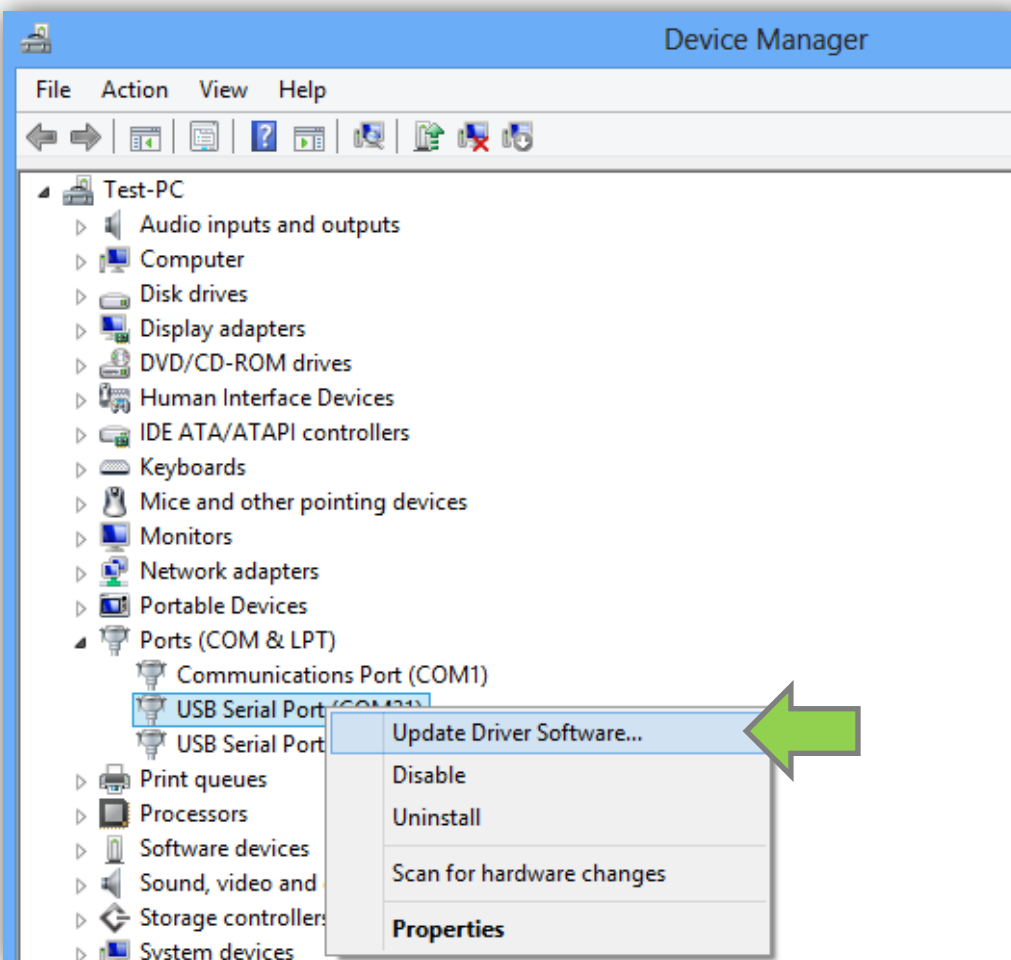 Device Manager
File Action View Help
Test-PC
Audio inputs and outputs
Computer
Disk drives
Display adapters
DVD/CD-ROM drives
Human Interface Devices
IDE ATA/ATAPI controllers
Keyboards
Mice and other pointing devices
Monitors
Network adapters
Portable Devices
Ports (COM & LPT)
Communications Port (COM1)
USB Serial Port
Update Driver Software...
USB Serial Port
Disable
Print queues
Processors
Uninstall
Software devices
Scan for hardware changes
Sound, video and
Storage controllers
Properties
System devices